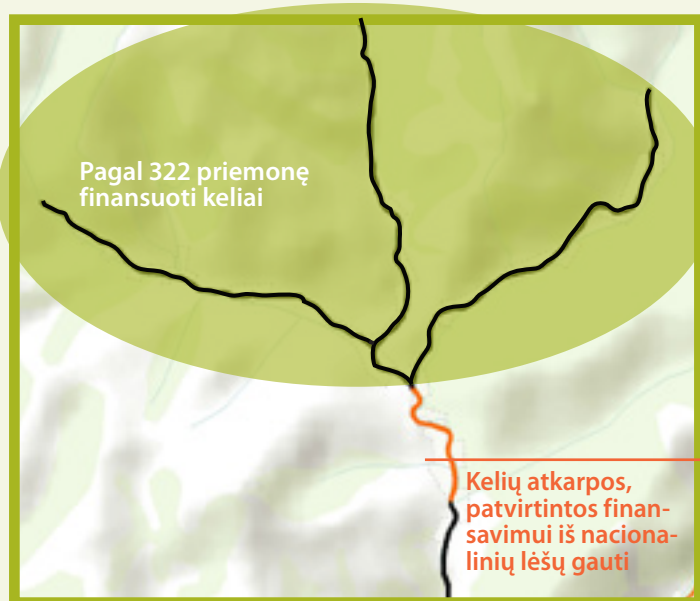 Pagal 322 priemonę
finansuoti keliai
Kelių atkarpos,
patvirtintos finan-
savimui iš naciona-
linių lėšų gauti